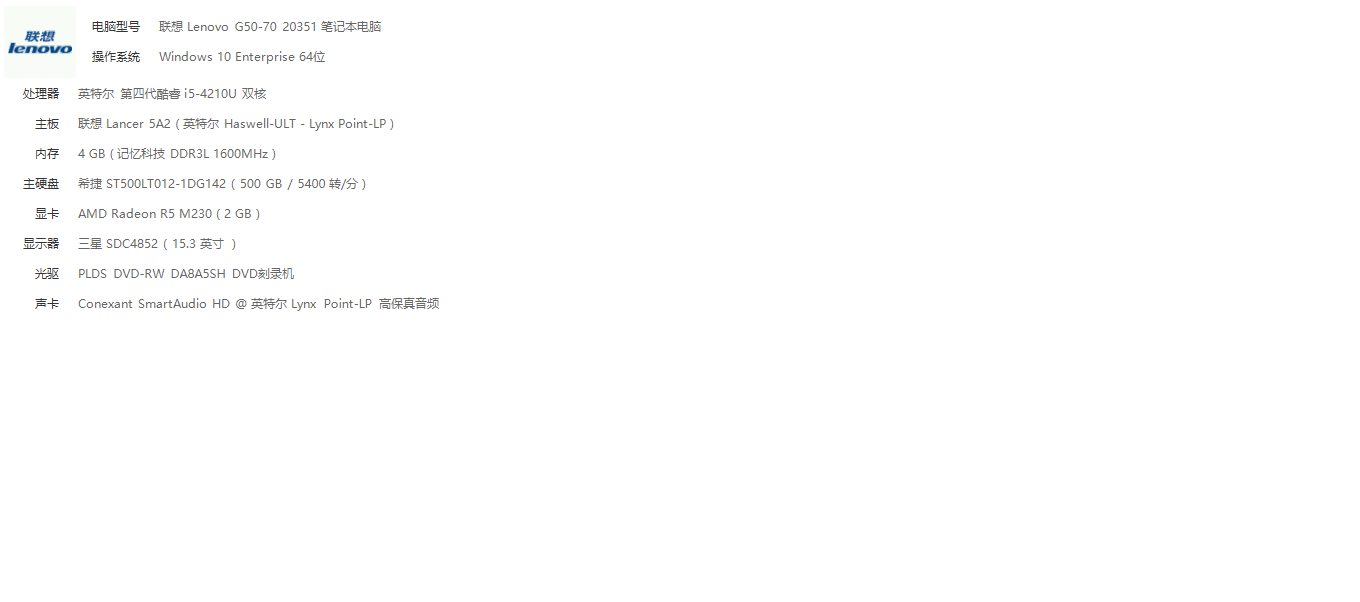 联想
lenovo
电脑型号 联想 Lenovo G50-70 20351 笔记本电脑
操作系统 Windows 10 Enterprise 64位
处理器 英特尔 第四代酷睿 i5-4210U 双核
主板 联想 Lancer 5A2 ( 英特尔 Haswell-ULT - Lynx Point-LP )
内存 4 GB ( 记忆科技 DDR3L 1600MHz )
主硬盘 希捷 ST500LT012-1DG142 ( 500 GB / 5400 转/分 )
显卡 AMD Radeon R5 M230 ( 2 GB )
显示器 三星 SDC4852 ( 15.3 英寸 )
光驱 PLDS DVD-RW DA8A5SH DVD刻录机
声卡 Conexant SmartAudio HD @ 英特尔 Lynx Point-LP 高保真音频